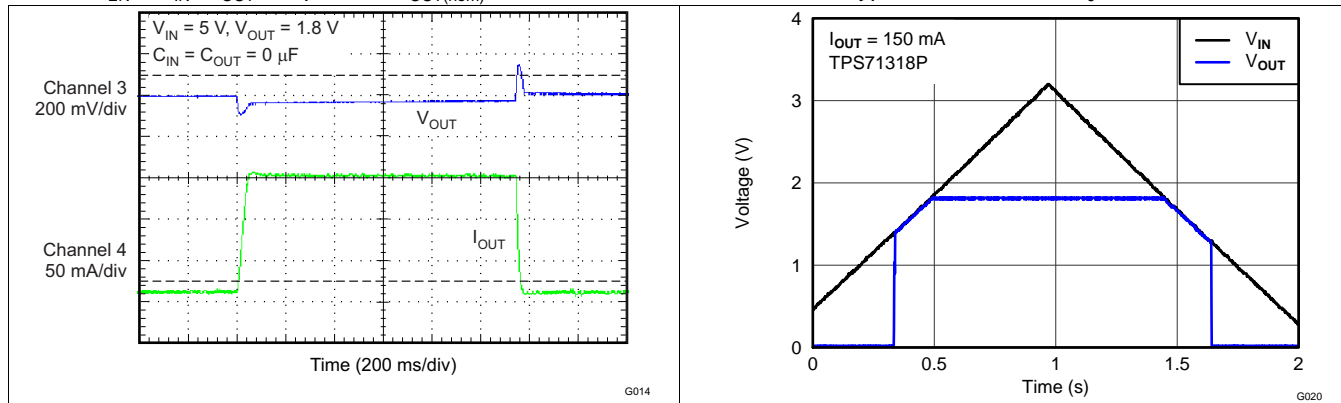 V_IN = 5 V, V_OUT = 1.8 V
C_IN = C_OUT = 0 μF
Channel 3
200 mV/div
V_OUT
I_OUT
Channel 4
50 mA/div
Time (200 ms/div)
G014
I_OUT = 150 mA
TPS71318P
V_IN
V_OUT
4
3
2
1
0
Voltage (V)
0
0.5
1
1.5
2
Time (s)
G020